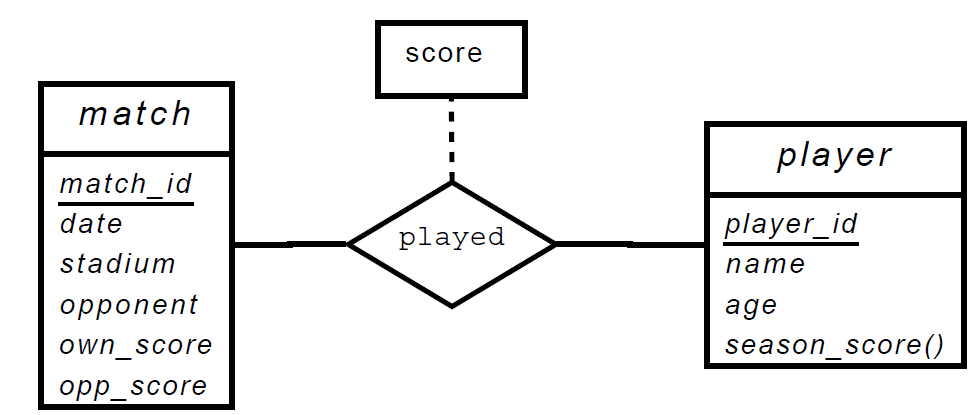 score
match
match_id
date
stadium
opponent
own_score
opp_score
played
player
player_id
name
age
season_score()